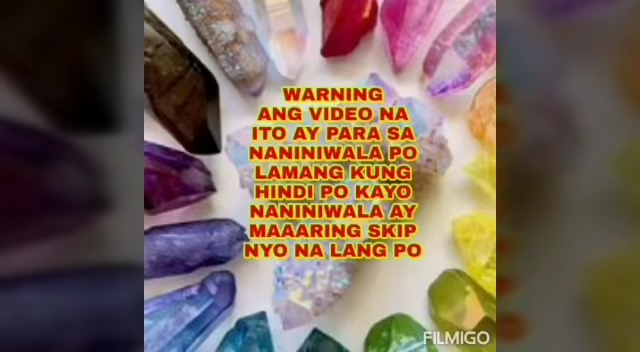 WARNING
ANG VIDEO NA
ITO AY PARA SA
NANINIWALA PO
LAMANG KUNG
HINDI PO KAYO
NANINIWALA AY
MAAARING SKIP
NYO NA LANG PO
FILMIGO